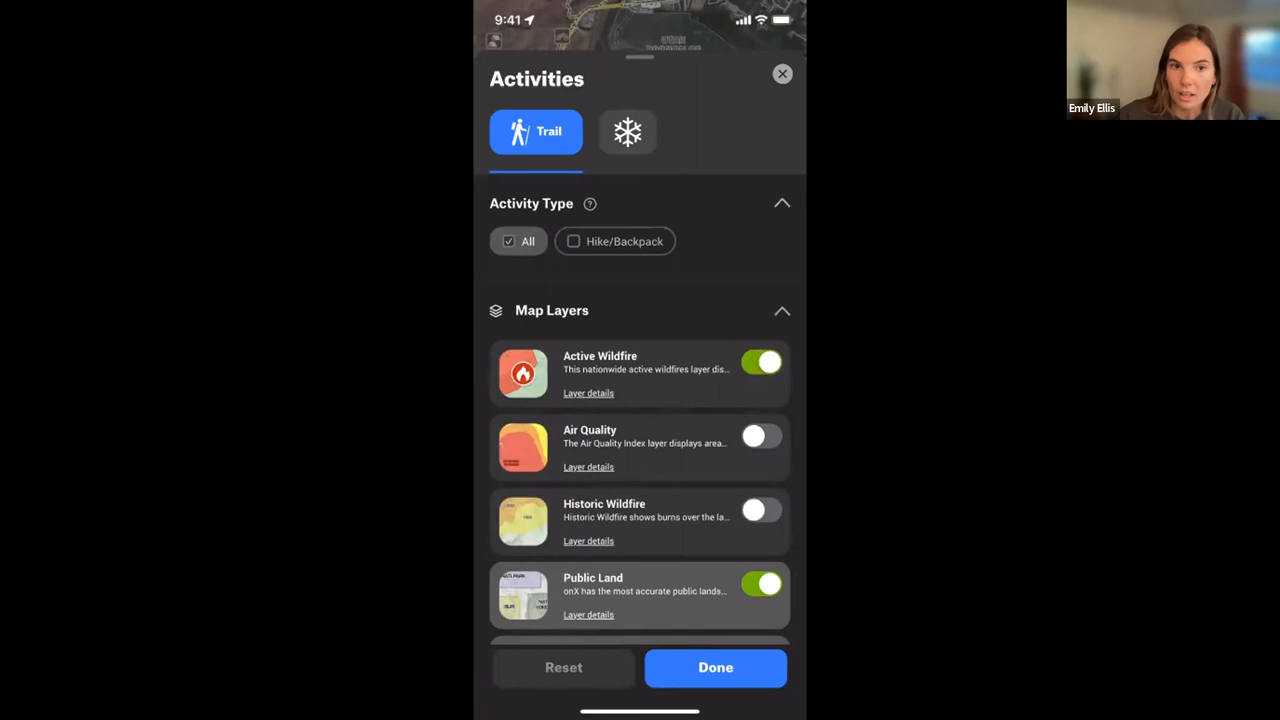 9:41
Activities
Trail
Activity Type
All
Hike/Backpack
Map Layers
Active Wildfire
This nationwide active wildfires layer dis...
Layer details
Air Quality
The Air Quality Index layer displays area...
Layer details
Historic Wildfire
Historic Wildfire shows burns over the la...
Layer details
Public Land
onX has the most accurate public lands...
Layer details
Reset
Done
Emily Ellis